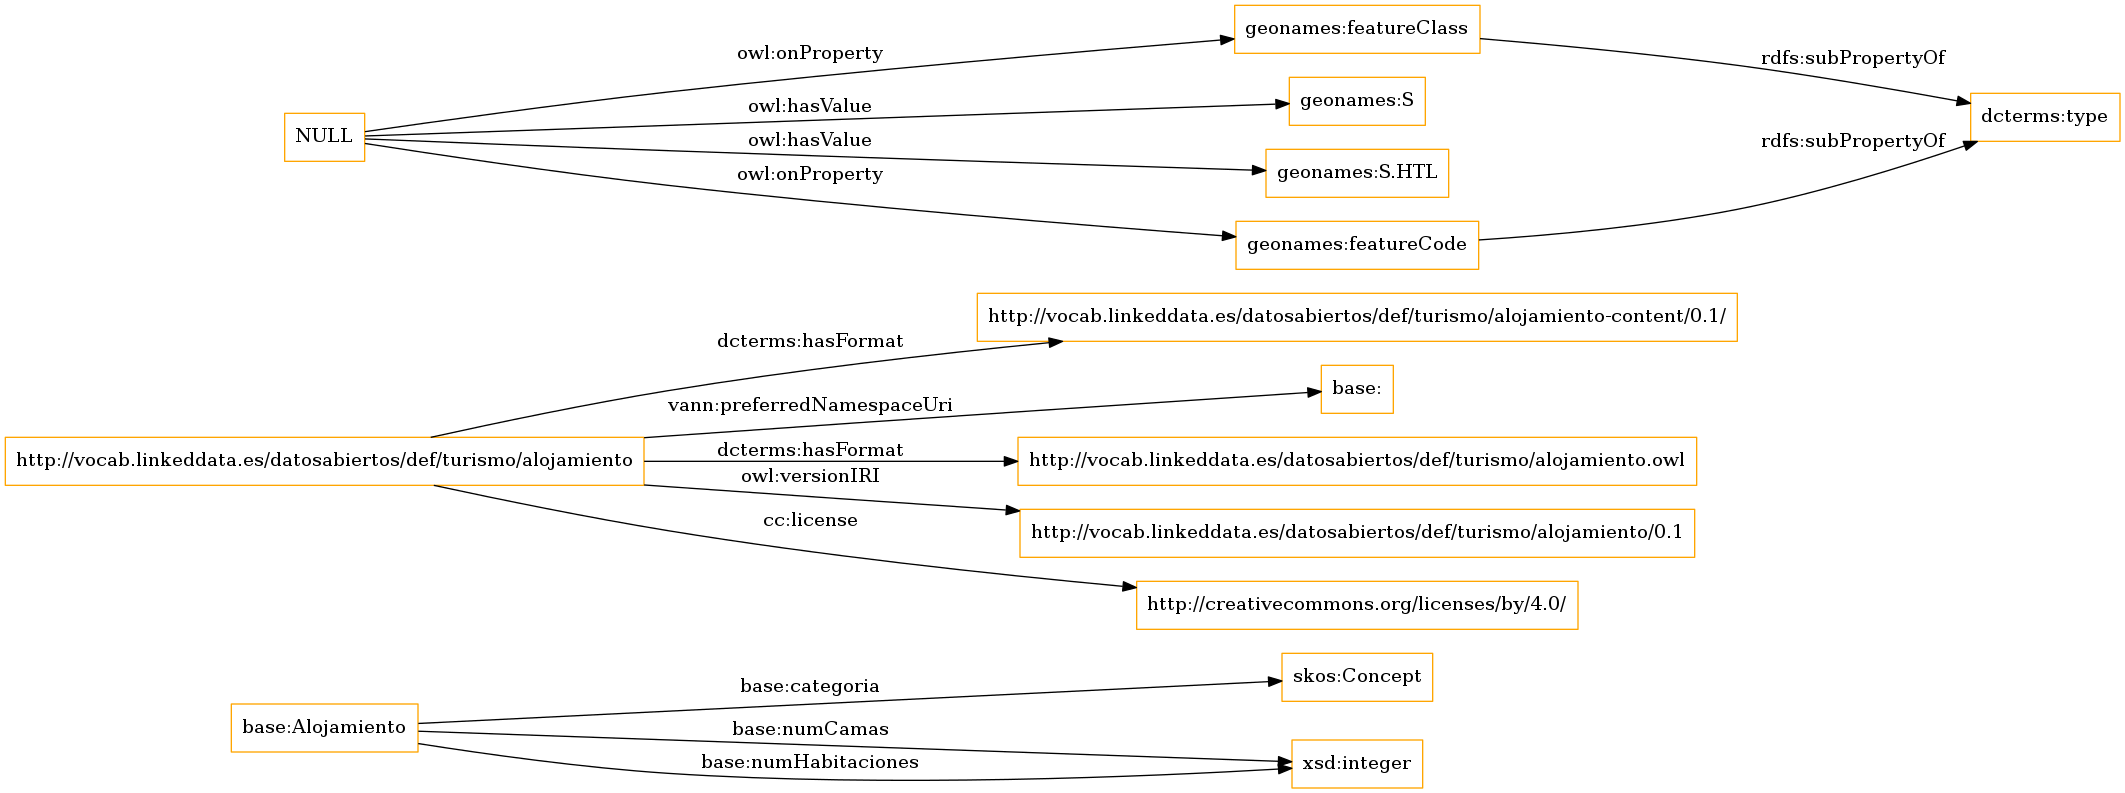 owl:onProperty
geonames:featureClass
rdfs:subPropertyOf
owl:hasValue
geonames:S
NULL
dcterms:type
owl:hasValue
geonames:S.HTL
rdfs:subPropertyOf
owl:onProperty
geonames:featureCode
http://vocab.linkeddata.es/datosabiertos/def/turismo/alojamiento-content/0.1/
dcterms:hasFormat
base:
vann:preferredNamespaceUri
dcterms:hasFormat
http://vocab.linkeddata.es/datosabiertos/def/turismo/alojamiento
http://vocab.linkeddata.es/datosabiertos/def/turismo/alojamiento.owl
owl:versionIRI
http://vocab.linkeddata.es/datosabiertos/def/turismo/alojamiento/0.1
cc:license
http://creativecommons.org/licenses/by/4.0/
base:categoria
skos:Concept
base:Alojamiento
base:numCamas
base:numHabitaciones
xsd:integer